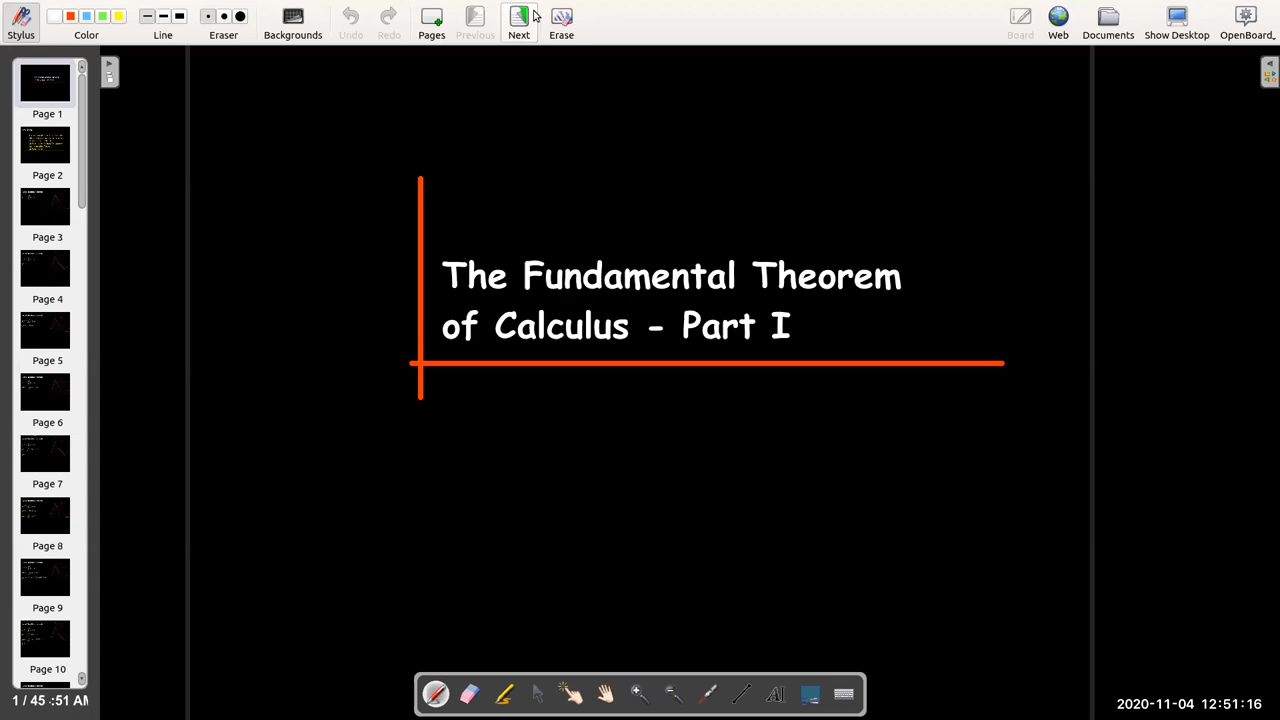 Stylus
Color
Line
Eraser
Backgrounds
Undo
Redo
Pages
Previous
Next
Erase
Board
Web
Documents
Show Desktop
OpenBoard
Page 1
Page 2
Page 3
Page 4
Page 5
Page 6
Page 7
Page 8
Page 9
Page 10
The Fundamental Theorem
of Calculus - Part I
AI
1 / 45 :51 AM
2020-11-04 12:51:16